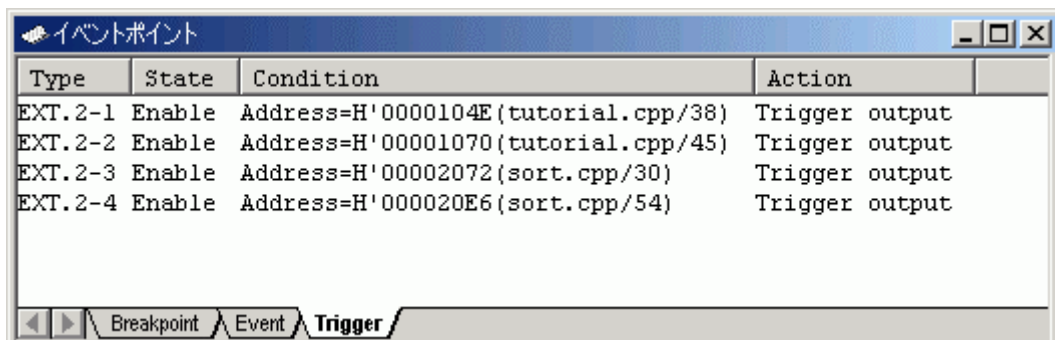 イベントポイント
Type State Condition Action
EXT.2-1 Enable Address=H'0000104E(tutorial.cpp/38) Trigger output
EXT.2-2 Enable Address=H'00001070(tutorial.cpp/45) Trigger output
EXT.2-3 Enable Address=H'00002072(sort.cpp/30) Trigger output
EXT.2-4 Enable Address=H'000020E6(sort.cpp/54) Trigger output
Breakpoint Event Trigger